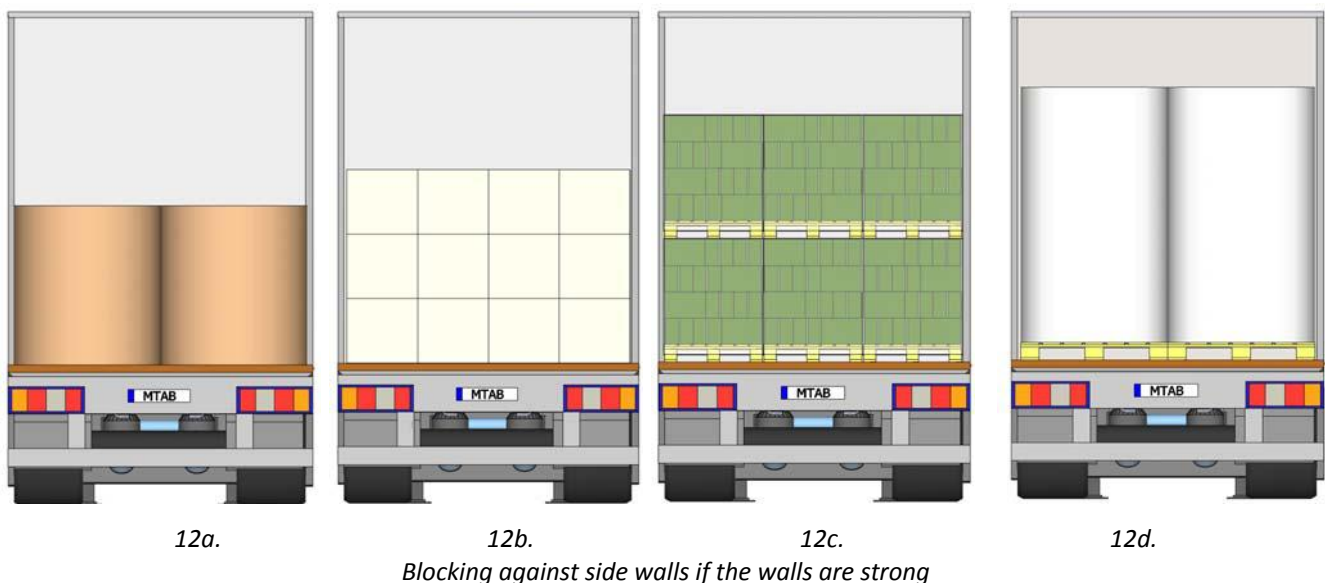 MTAB MTAB MTAB MTAB
12a. 12b. 12c. 12d.
Blocking against side walls if the walls are strong